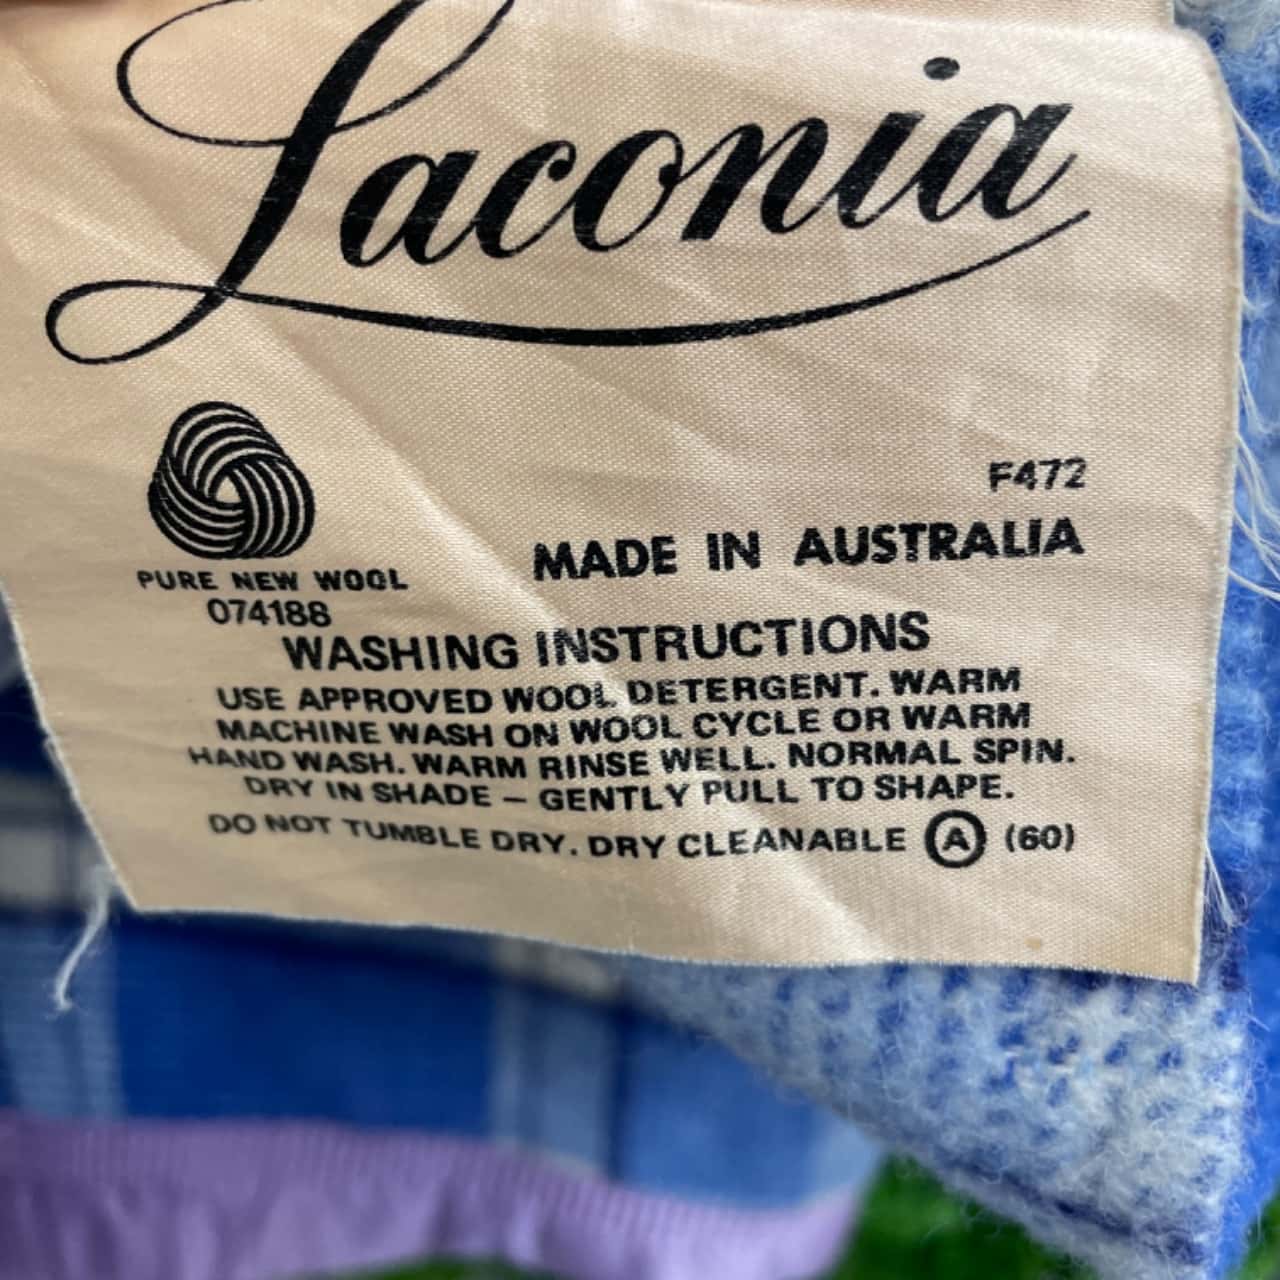 Laconia
F472
MADE IN AUSTRALIA
PURE NEW WOOL
074188
WASHING INSTRUCTIONS
USE APPROVED WOOL DETERGENT. WARM
MACHINE WASH ON WOOL CYCLE OR WARM
HAND WASH. WARM RINSE WELL. NORMAL SPIN.
DRY IN SHADE – GENTLY PULL TO SHAPE.
DO NOT TUMBLE DRY. DRY CLEANABLE Ⓐ (60)